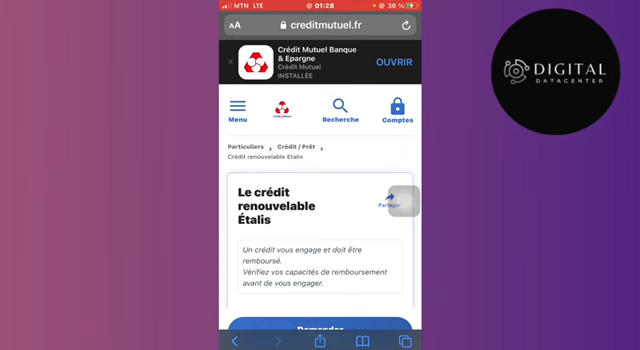 MTN LTE 01:28 36 %
AA creditmutuel.fr
Crédit Mutuel Banque
& Epargne
Crédit Mutuel
INSTALLÉE
OUVRIR
Menu Recherche Comptes
Particuliers > Crédit / Prêt >
Crédit renouvelable Etalis
Le crédit
renouvelable
Étalis
Partager
Un crédit vous engage et doit être
remboursé.
Vérifiez vos capacités de remboursement
avant de vous engager.
Demander
DIGITAL
DATACENTER